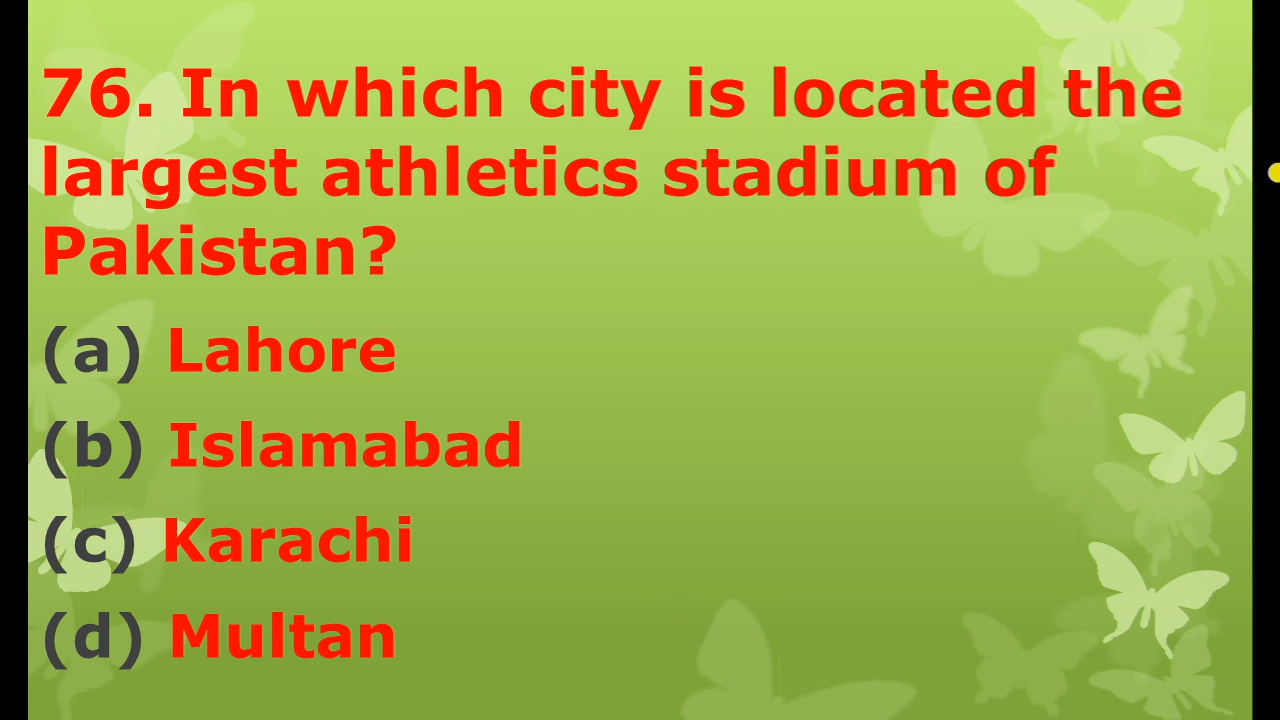 76. In which city is located the
largest athletics stadium of
Pakistan?
(a) Lahore
(b) Islamabad
(c) Karachi
(d) Multan